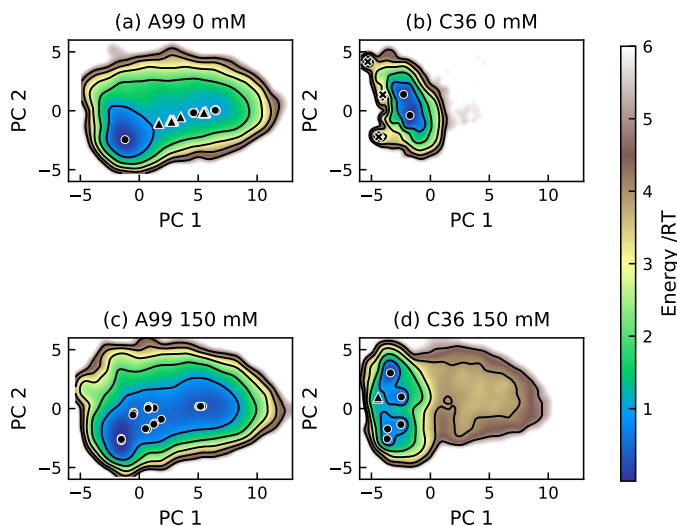 (a) A99 0 mM
(b) C36 0 mM
5
0
−5
PC 2
−5 0 5 10
PC 1
5
0
−5
PC 2
−5 0 5 10
PC 1
(c) A99 150 mM
(d) C36 150 mM
5
0
−5
PC 2
−5 0 5 10
PC 1
5
0
−5
PC 2
−5 0 5 10
PC 1
6
5
4
3
2
1
Energy /RT